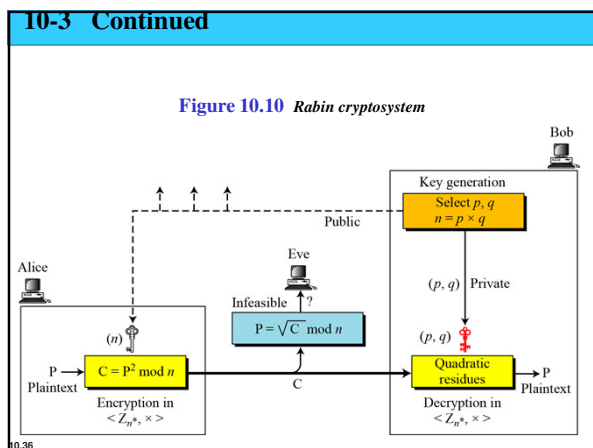 10-3 Continued
Figure 10.10 Rabin cryptosystem
Bob
Key generation
Select p, q
n = p × q
Public
Alice
Eve
(p, q) Private
Infeasible ?
(n)
P = √C mod n
(p, q)
P
Plaintext
C = P² mod n
C
Quadratic
residues
P
Plaintext
Encryption in
< Zn*, × >
Decryption in
< Zn*, × >
10.36